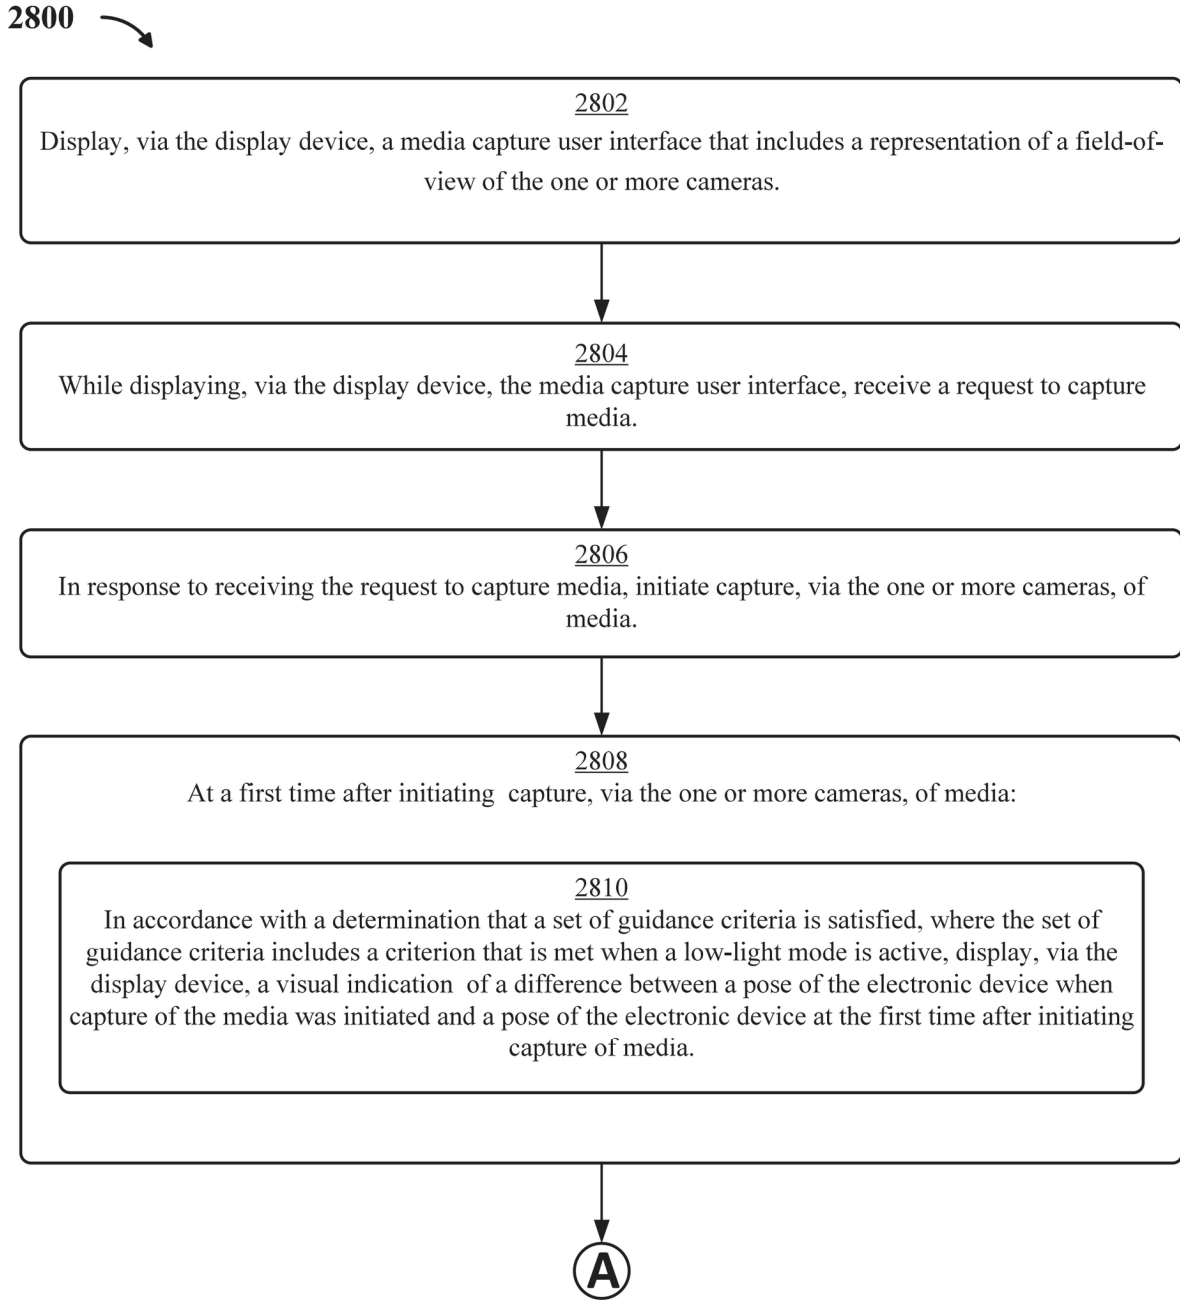 2800
2802
Display, via the display device, a media capture user interface that includes a representation of a field-of-
view of the one or more cameras.
2804
While displaying, via the display device, the media capture user interface, receive a request to capture
media.
2806
In response to receiving the request to capture media, initiate capture, via the one or more cameras, of
media.
2808
At a first time after initiating capture, via the one or more cameras, of media:
2810
In accordance with a determination that a set of guidance criteria is satisfied, where the set of
guidance criteria includes a criterion that is met when a low-light mode is active, display, via the
display device, a visual indication of a difference between a pose of the electronic device when
capture of the media was initiated and a pose of the electronic device at the first time after initiating
capture of media.
A